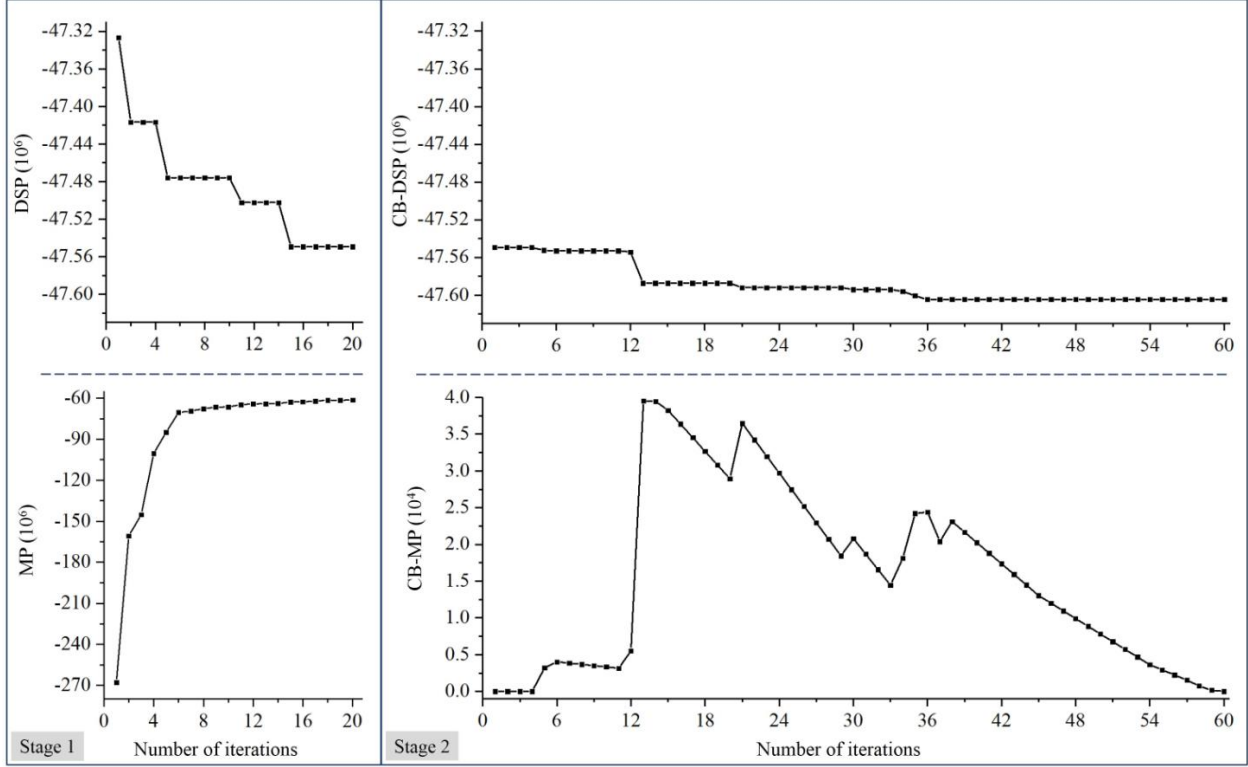 DSP (10⁶)
-47.32
-47.36
-47.40
-47.44
-47.48
-47.52
-47.56
-47.60
0 4 8 12 16 20
MP (10⁶)
-60
-90
-120
-150
-180
-210
-240
-270
0 4 8 12 16 20
Stage 1
Number of iterations
CB-DSP (10⁶)
-47.32
-47.36
-47.40
-47.44
-47.48
-47.52
-47.56
-47.60
0 6 12 18 24 30 36 42 48 54 60
CB-MP (10⁴)
4.0
3.5
3.0
2.5
2.0
1.5
1.0
0.5
0.0
0 6 12 18 24 30 36 42 48 54 60
Stage 2
Number of iterations